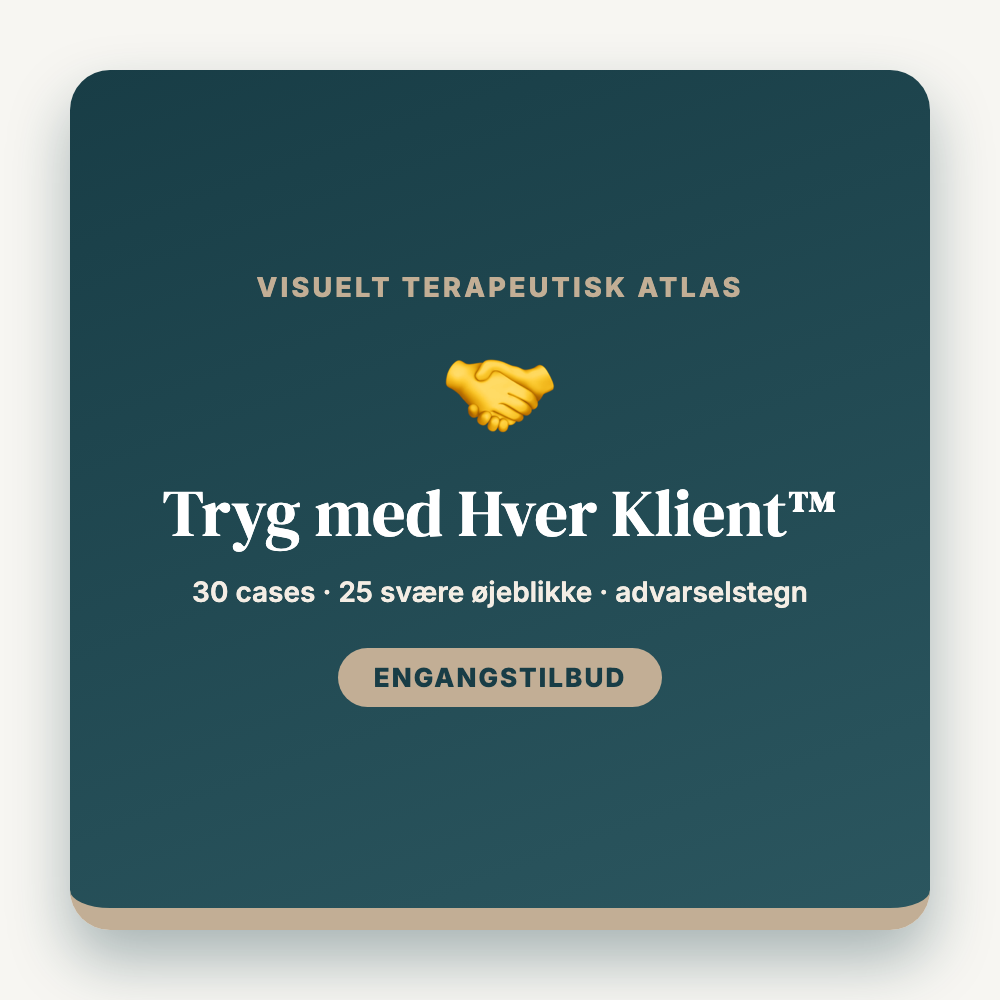 VISUELT TERAPEUTISK ATLAS
Tryg med Hver Klient™
30 cases · 25 svære øjeblikke · advarselstegn
ENGANGSTILBUD